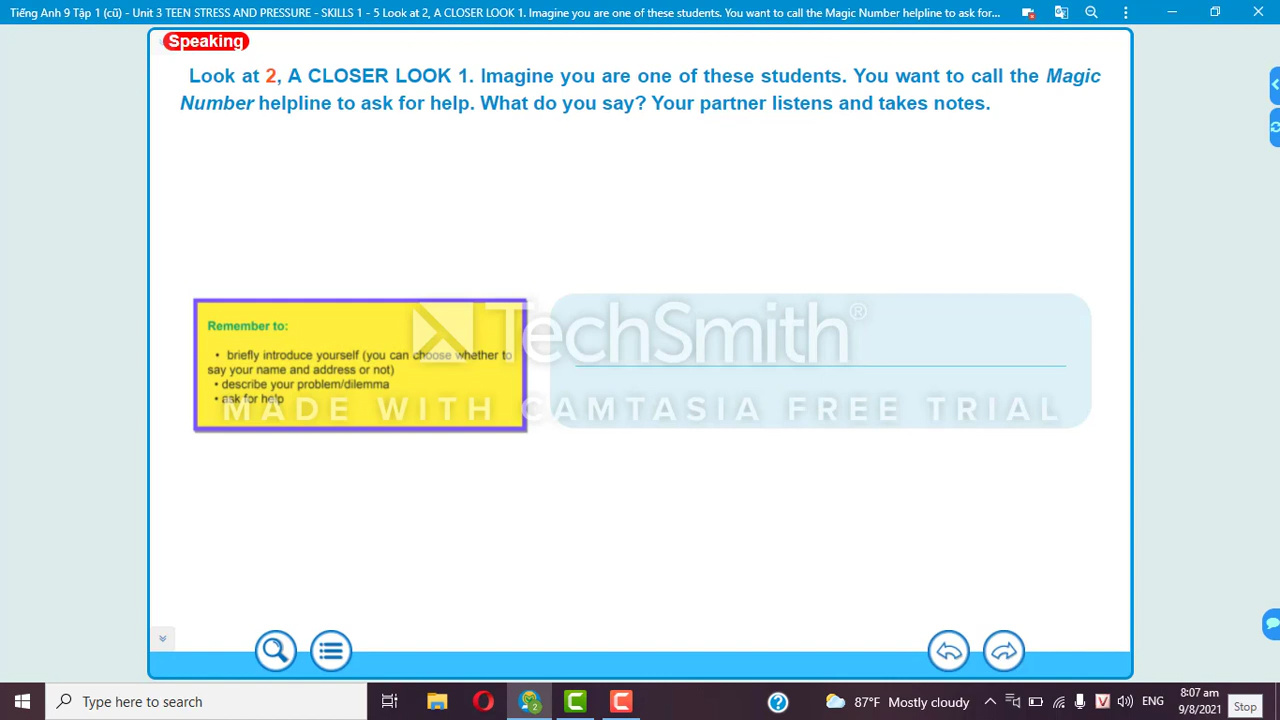 Tiếng Anh 9 Tập 1 (cũ) - Unit 3 TEEN STRESS AND PRESSURE - SKILLS 1 - 5 Look at 2, A CLOSER LOOK 1. Imagine you are one of these students. You want to call the Magic Number helpline to ask for...
Speaking
Look at 2, A CLOSER LOOK 1. Imagine you are one of these students. You want to call the Magic
Number helpline to ask for help. What do you say? Your partner listens and takes notes.
Remember to:
• briefly introduce yourself (you can choose whether to
say your name and address or not)
• describe your problem/dilemma
• ask for help
TechSmith®
MADE WITH CAMTASIA FREE TRIAL
Type here to search
2
87°F Mostly cloudy
V
ENG
8:07 am
9/8/2021
Stop